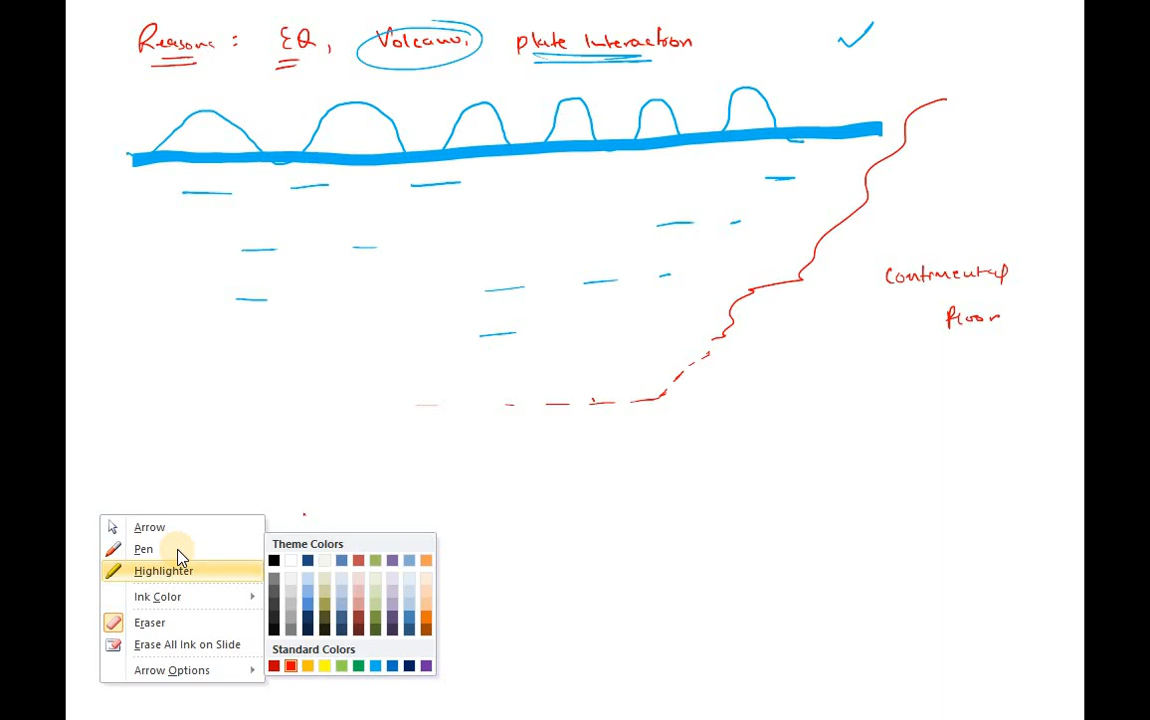 Reasons : EQ, Volcano, plate Interaction
Continental
floor
Arrow
Pen
Highlighter
Ink Color
Eraser
Erase All Ink on Slide
Arrow Options
Theme Colors
Standard Colors